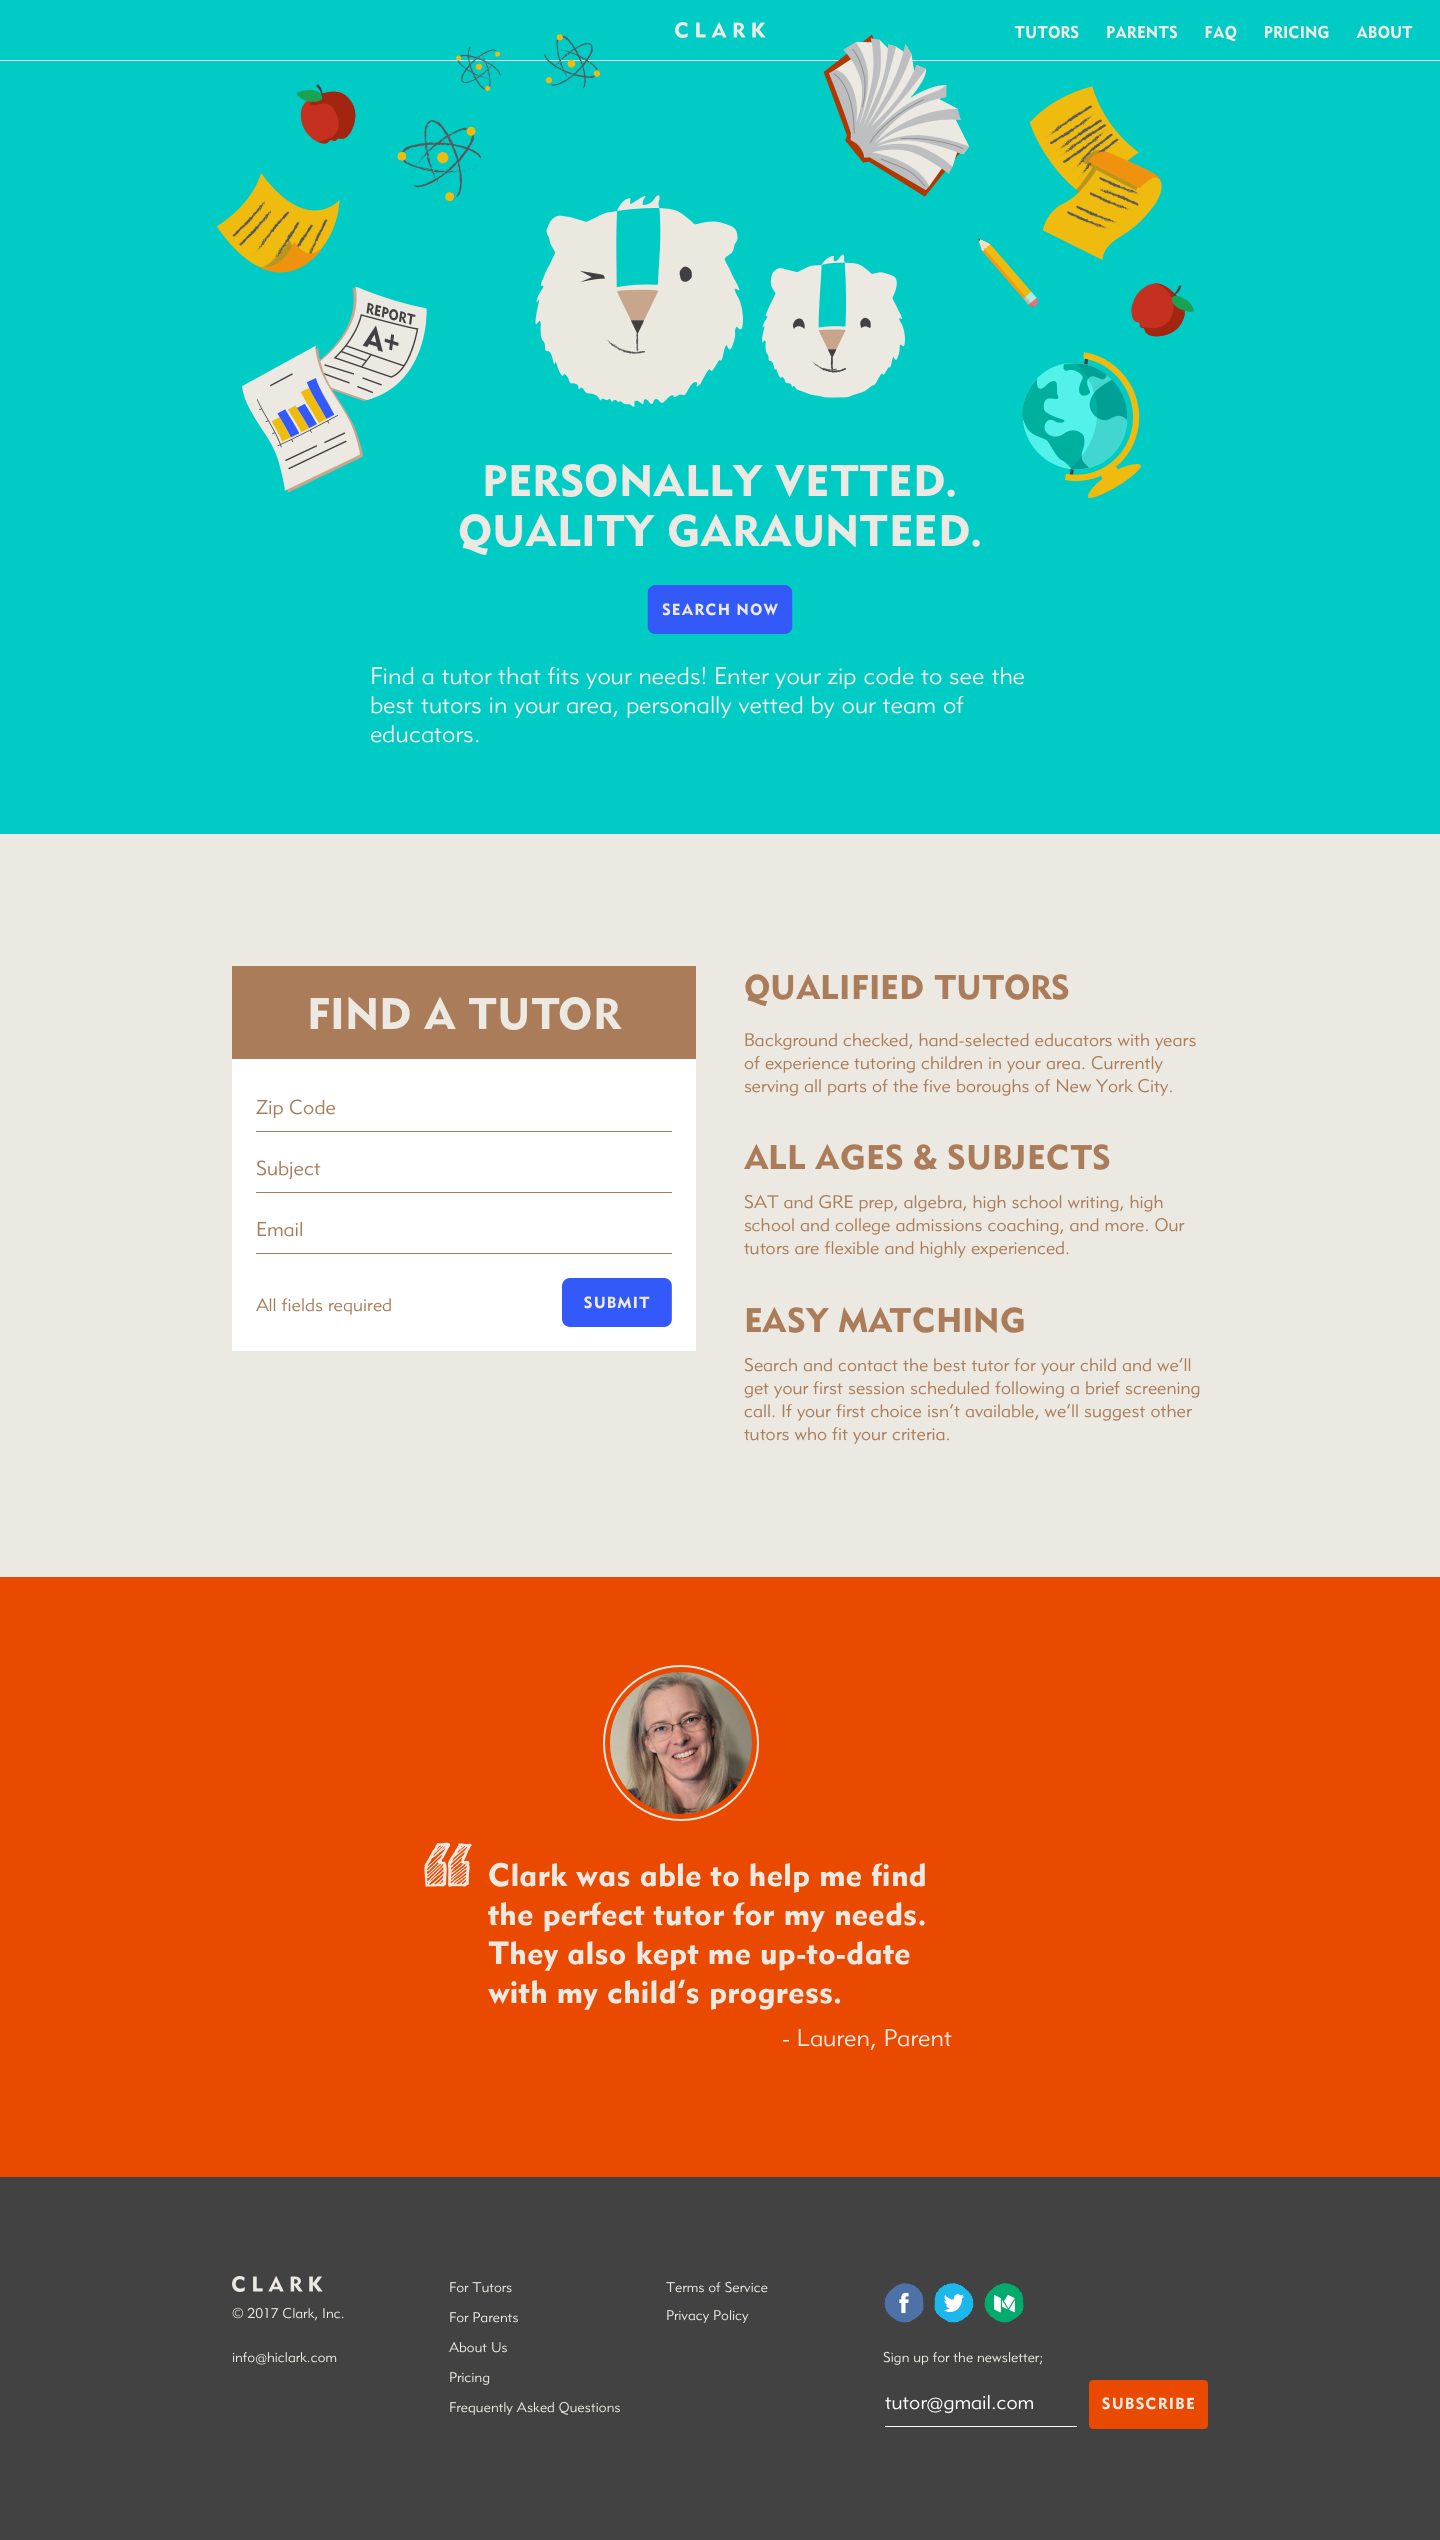 CLARK
TUTORS PARENTS FAQ PRICING ABOUT
REPORT
A+
PERSONALLY VETTED.
QUALITY GARAUNTEED.
SEARCH NOW
Find a tutor that fits your needs! Enter your zip code to see the
best tutors in your area, personally vetted by our team of
educators.
FIND A TUTOR
Zip Code
Subject
Email
All fields required
SUBMIT
QUALIFIED TUTORS
Background checked, hand-selected educators with years
of experience tutoring children in your area. Currently
serving all parts of the five boroughs of New York City.
ALL AGES & SUBJECTS
SAT and GRE prep, algebra, high school writing, high
school and college admissions coaching, and more. Our
tutors are flexible and highly experienced.
EASY MATCHING
Search and contact the best tutor for your child and we’ll
get your first session scheduled following a brief screening
call. If your first choice isn’t available, we’ll suggest other
tutors who fit your criteria.
Clark was able to help me find
the perfect tutor for my needs.
They also kept me up-to-date
with my child‘s progress.
- Lauren, Parent
CLARK
© 2017 Clark, Inc.
info@hiclark.com
For Tutors
For Parents
About Us
Pricing
Frequently Asked Questions
Terms of Service
Privacy Policy
Sign up for the newsletter;
tutor@gmail.com
SUBSCRIBE